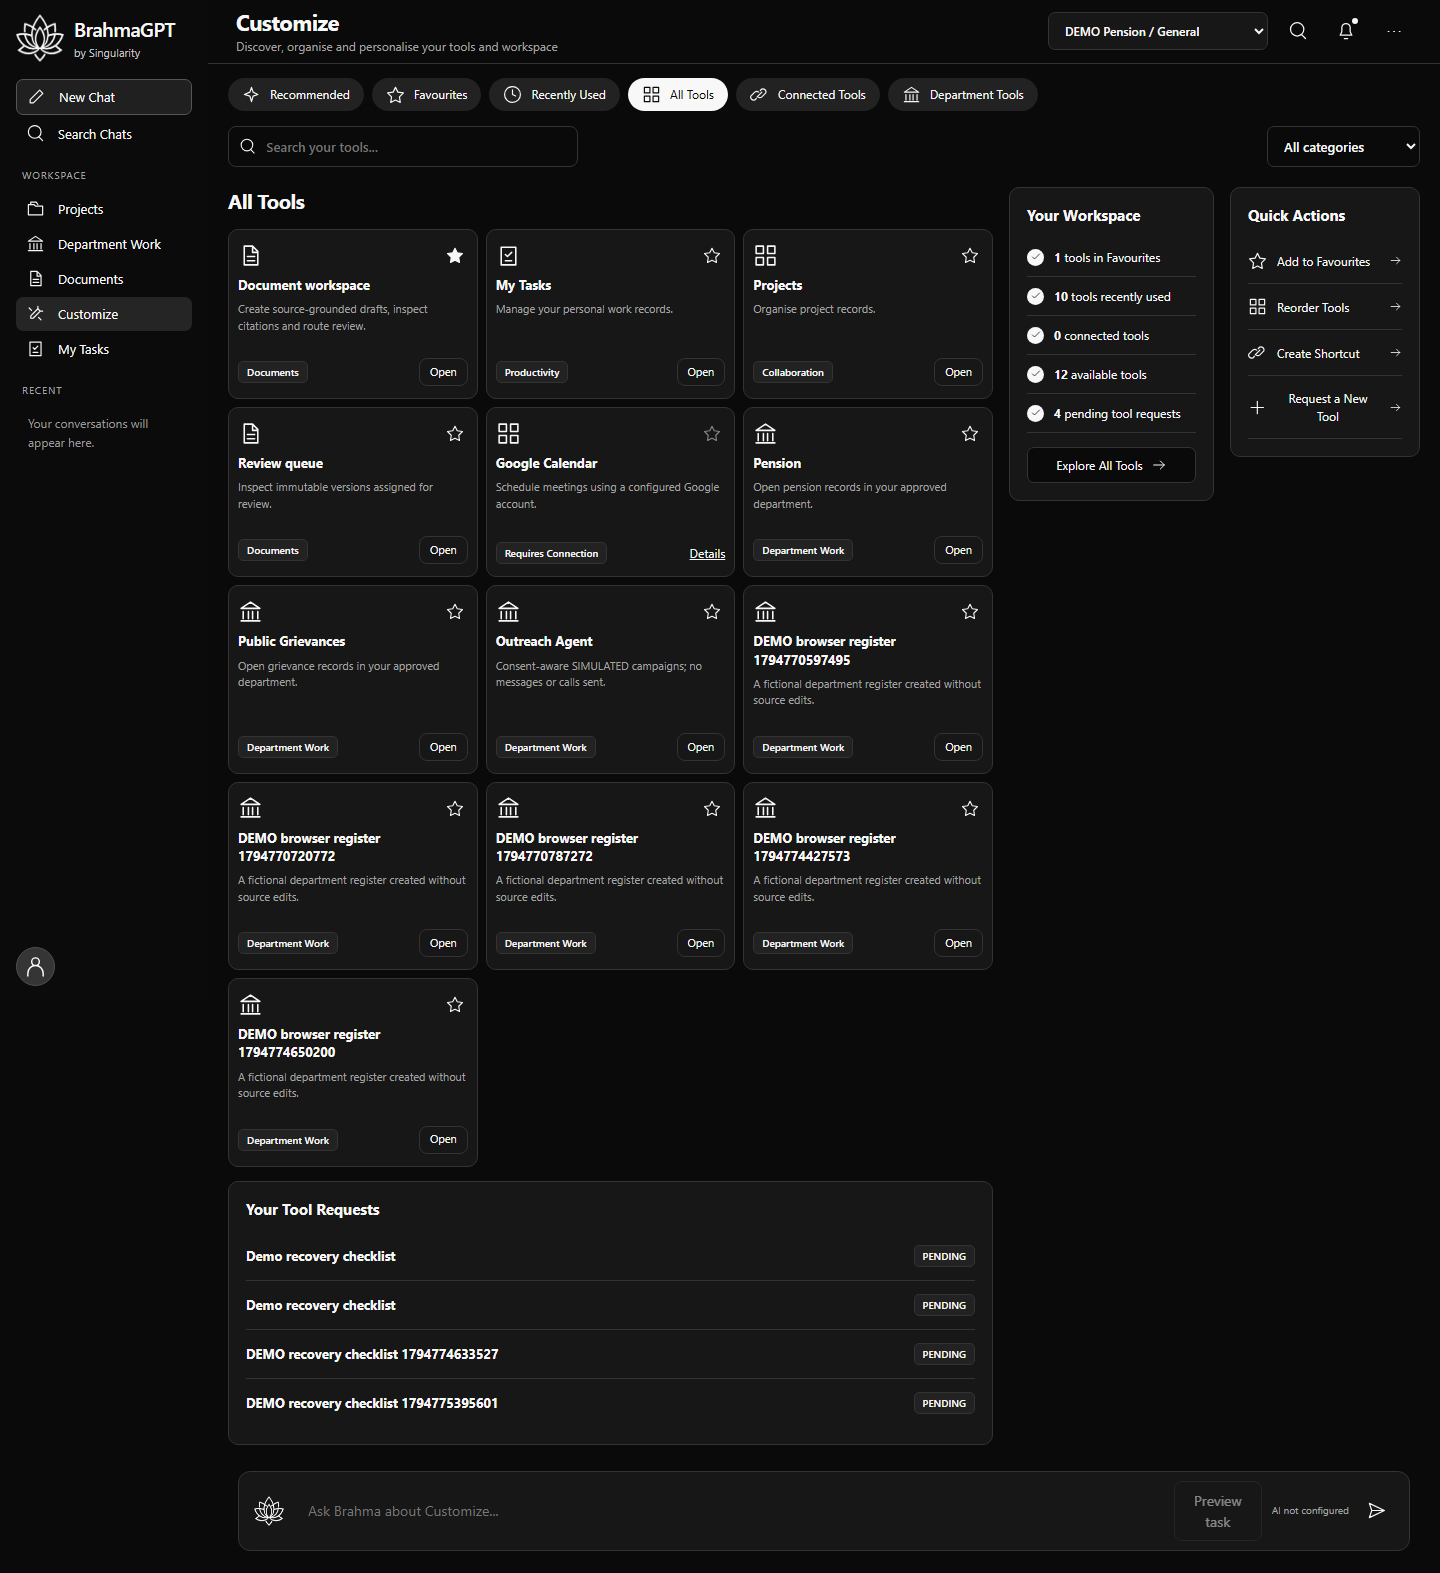 BrahmaGPT
by Singularity
New Chat
Search Chats
WORKSPACE
Projects
Department Work
Documents
Customize
My Tasks
RECENT
Your conversations will
appear here.
Customize
Discover, organise and personalise your tools and workspace
DEMO Pension / General
Recommended
Favourites
Recently Used
All Tools
Connected Tools
Department Tools
Search your tools...
All categories
All Tools
Document workspace
Create source-grounded drafts, inspect
citations and route review.
Documents
Open
My Tasks
Manage your personal work records.
Productivity
Open
Projects
Organise project records.
Collaboration
Open
Review queue
Inspect immutable versions assigned for
review.
Documents
Open
Google Calendar
Schedule meetings using a configured Google
account.
Requires Connection
Details
Pension
Open pension records in your approved
department.
Department Work
Open
Public Grievances
Open grievance records in your approved
department.
Department Work
Open
Outreach Agent
Consent-aware SIMULATED campaigns; no
messages or calls sent.
Department Work
Open
DEMO browser register
1794770597495
A fictional department register created without
source edits.
Department Work
Open
DEMO browser register
1794770720772
A fictional department register created without
source edits.
Department Work
Open
DEMO browser register
1794770787272
A fictional department register created without
source edits.
Department Work
Open
DEMO browser register
1794774427573
A fictional department register created without
source edits.
Department Work
Open
DEMO browser register
1794774650200
A fictional department register created without
source edits.
Department Work
Open
Your Workspace
1 tools in Favourites
10 tools recently used
0 connected tools
12 available tools
4 pending tool requests
Explore All Tools
Quick Actions
Add to Favourites
Reorder Tools
Create Shortcut
Request a New
Tool
Your Tool Requests
Demo recovery checklist
PENDING
Demo recovery checklist
PENDING
DEMO recovery checklist 1794774633527
PENDING
DEMO recovery checklist 1794775395601
PENDING
Ask Brahma about Customize...
Preview
task
AI not configured